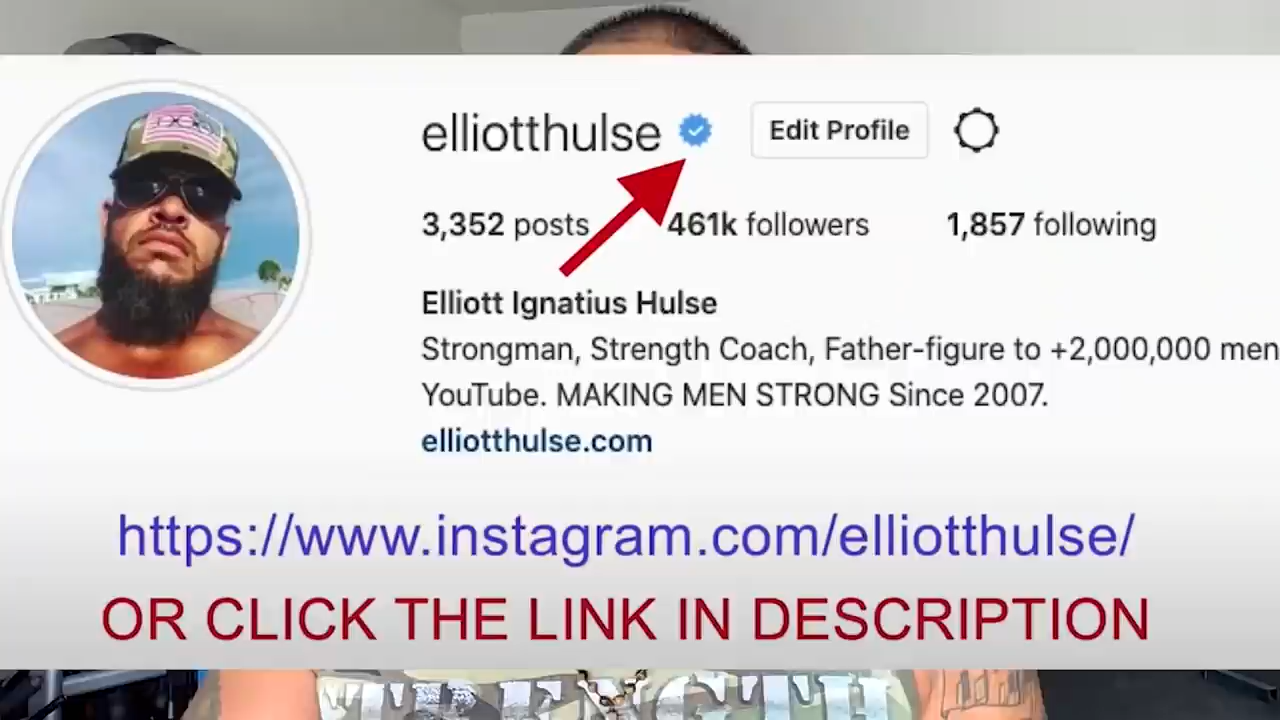 elliotthulse Edit Profile
3,352 posts 461k followers 1,857 following
Elliott Ignatius Hulse
Strongman, Strength Coach, Father-figure to +2,000,000 men
YouTube. MAKING MEN STRONG Since 2007.
elliotthulse.com
https://www.instagram.com/elliotthulse/
OR CLICK THE LINK IN DESCRIPTION